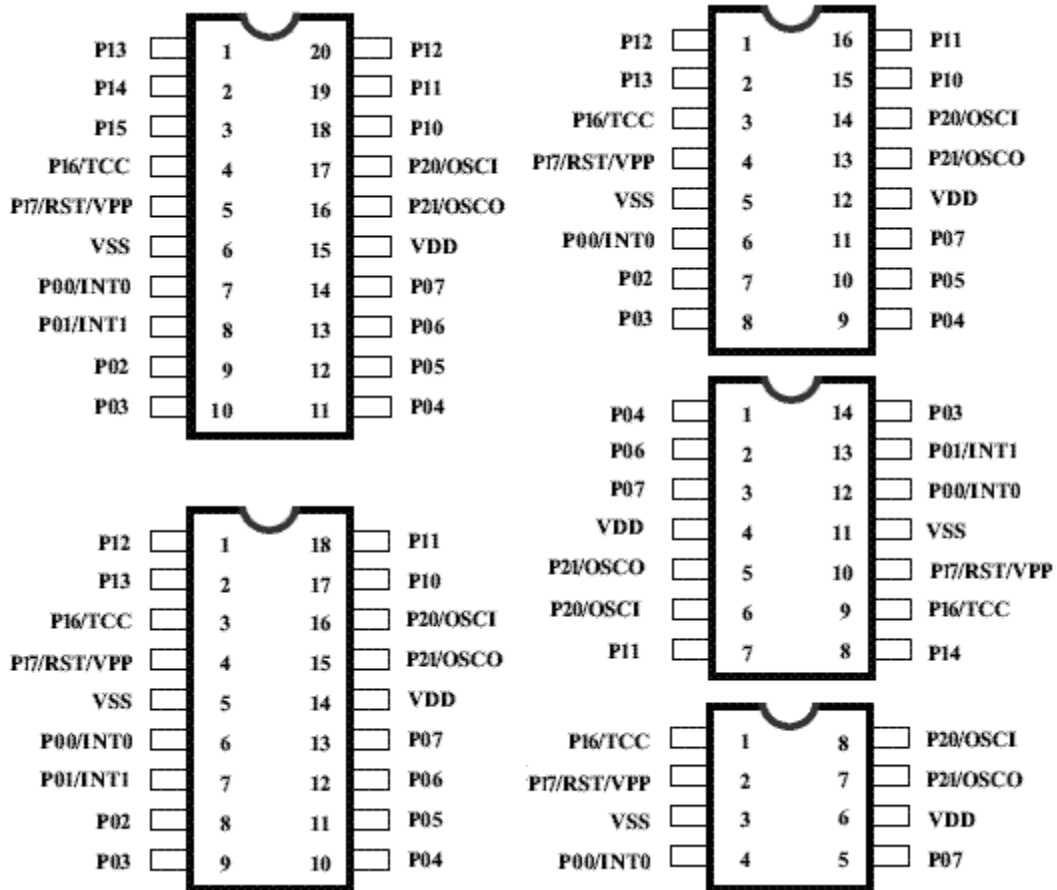 P13 1 20 P12
P14 2 19 P11
P15 3 18 P10
P16/TCC 4 17 P20/OSCI
P17/RST/VPP 5 16 P21/OSCO
VSS 6 15 VDD
P00/INT0 7 14 P07
P01/INT1 8 13 P06
P02 9 12 P05
P03 10 11 P04
P12 1 18 P11
P13 2 17 P10
P16/TCC 3 16 P20/OSCI
P17/RST/VPP 4 15 P21/OSCO
VSS 5 14 VDD
P00/INT0 6 13 P07
P01/INT1 7 12 P06
P02 8 11 P05
P03 9 10 P04
P12 1 16 P11
P13 2 15 P10
P16/TCC 3 14 P20/OSCI
P17/RST/VPP 4 13 P21/OSCO
VSS 5 12 VDD
P00/INT0 6 11 P07
P02 7 10 P05
P03 8 9 P04
P04 1 14 P03
P06 2 13 P01/INT1
P07 3 12 P00/INT0
VDD 4 11 VSS
P21/OSCO 5 10 P17/RST/VPP
P20/OSCI 6 9 P16/TCC
P11 7 8 P14
P16/TCC 1 8 P20/OSCI
P17/RST/VPP 2 7 P21/OSCO
VSS 3 6 VDD
P00/INT0 4 5 P07